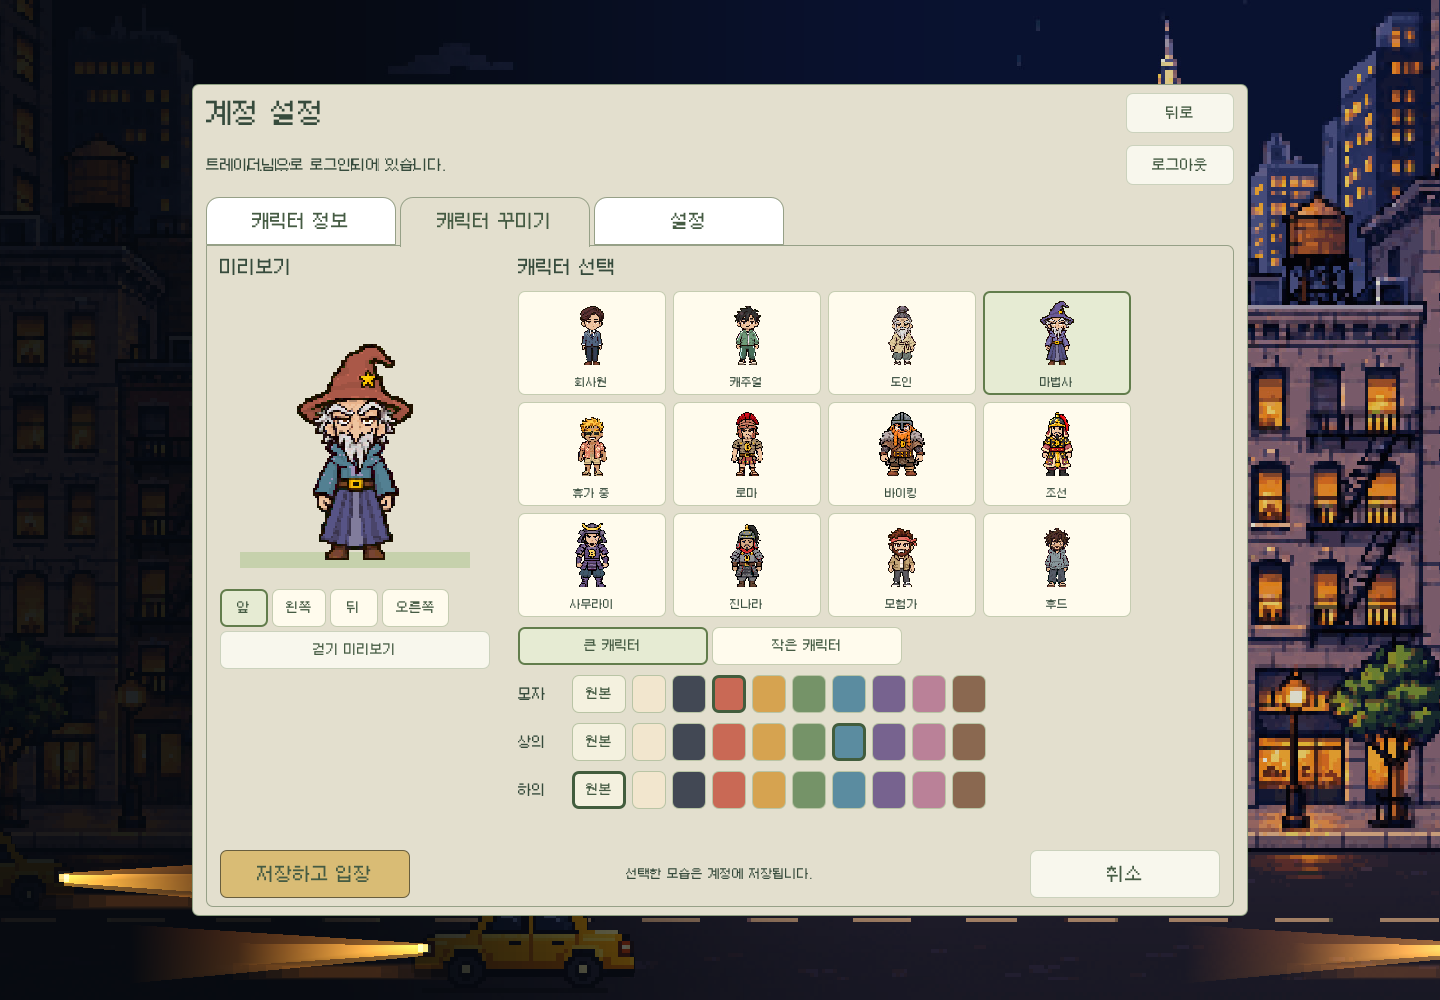 계정 설정
뒤로
트레이더님으로 로그인되어 있습니다.
로그아웃
캐릭터 정보
캐릭터 꾸미기
설정
미리보기
캐릭터 선택
회사원
캐주얼
도인
마법사
휴가 중
로마
바이킹
조선
사무라이
진나라
모험가
후드
앞
왼쪽
뒤
오른쪽
걷기 미리보기
큰 캐릭터
작은 캐릭터
모자 원본
상의 원본
하의 원본
저장하고 입장
선택한 모습은 계정에 저장됩니다.
취소